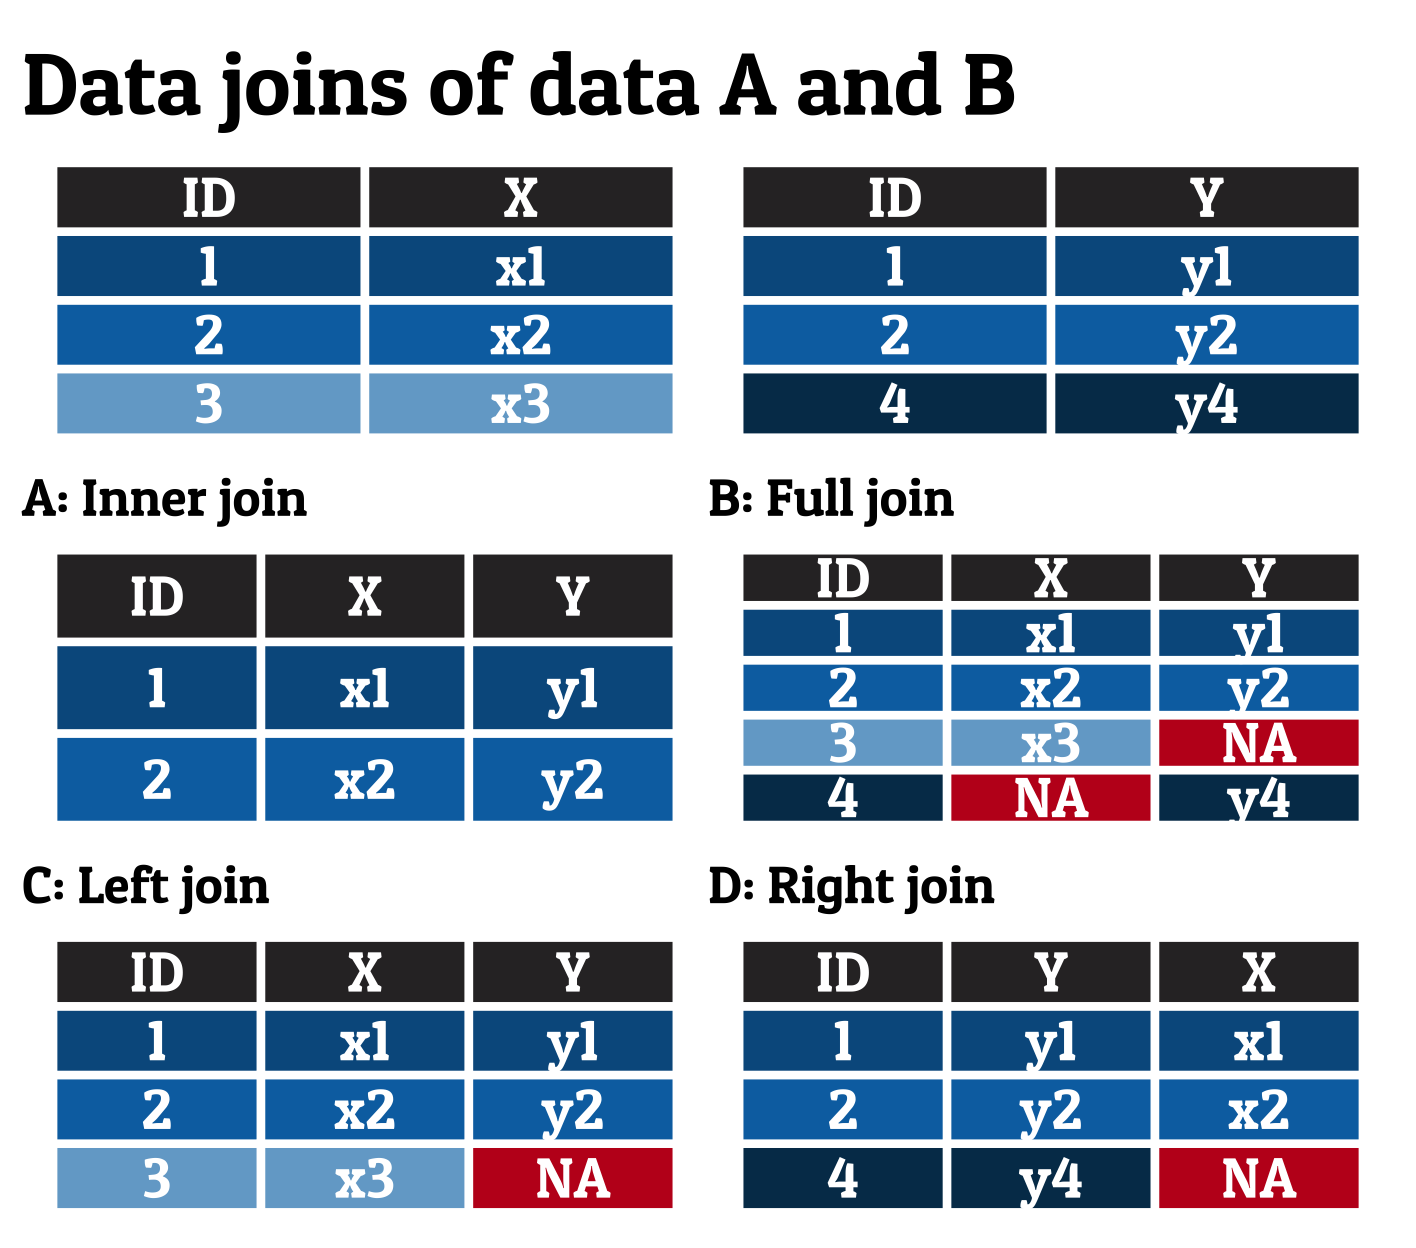 Data joins of data A and B
ID X
1 x1
2 x2
3 x3
ID Y
1 y1
2 y2
4 y4
A: Inner join
ID X Y
1 x1 y1
2 x2 y2
B: Full join
ID X Y
1 x1 y1
2 x2 y2
3 x3 NA
4 NA y4
C: Left join
ID X Y
1 x1 y1
2 x2 y2
3 x3 NA
D: Right join
ID Y X
1 y1 x1
2 y2 x2
4 y4 NA